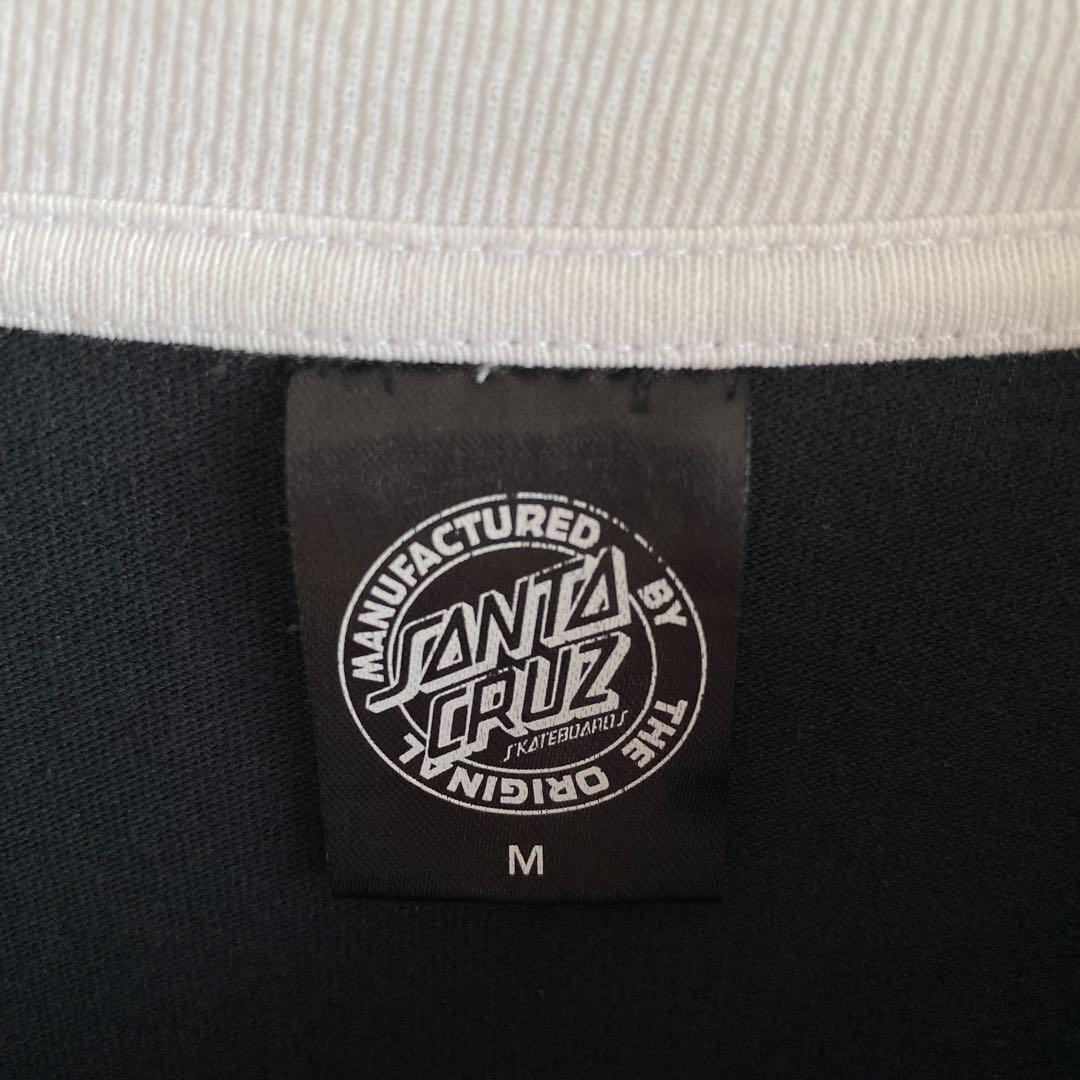 MANUFACTURED BY THE ORIGINAL
SANTA
CRUZ
SKATEBOARDS
M